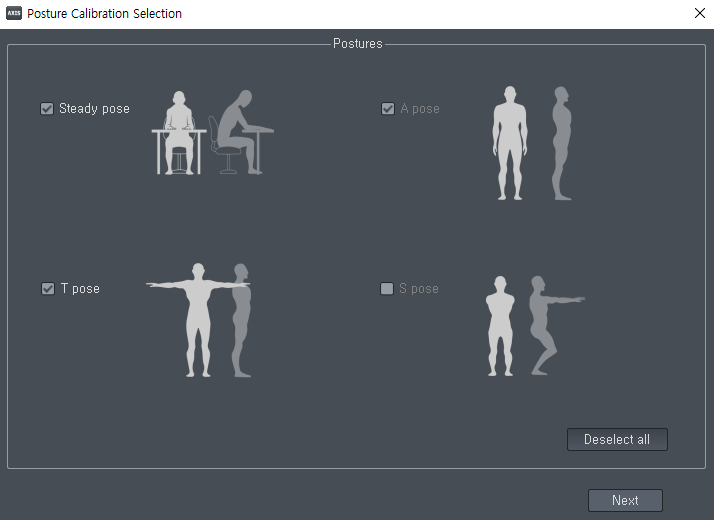 AXIS
Posture Calibration Selection
Postures
Steady pose
A pose
T pose
S pose
Deselect all
Next